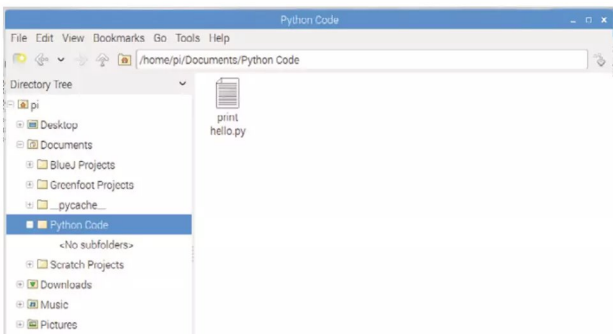 Python Code
File Edit View Bookmarks Go Tools Help
/home/pi/Documents/Python Code
Directory Tree
pi
Desktop
Documents
BlueJ Projects
Greenfoot Projects
__pycache__
Python Code
<No subfolders>
Scratch Projects
Downloads
Music
Pictures
print
hello.py